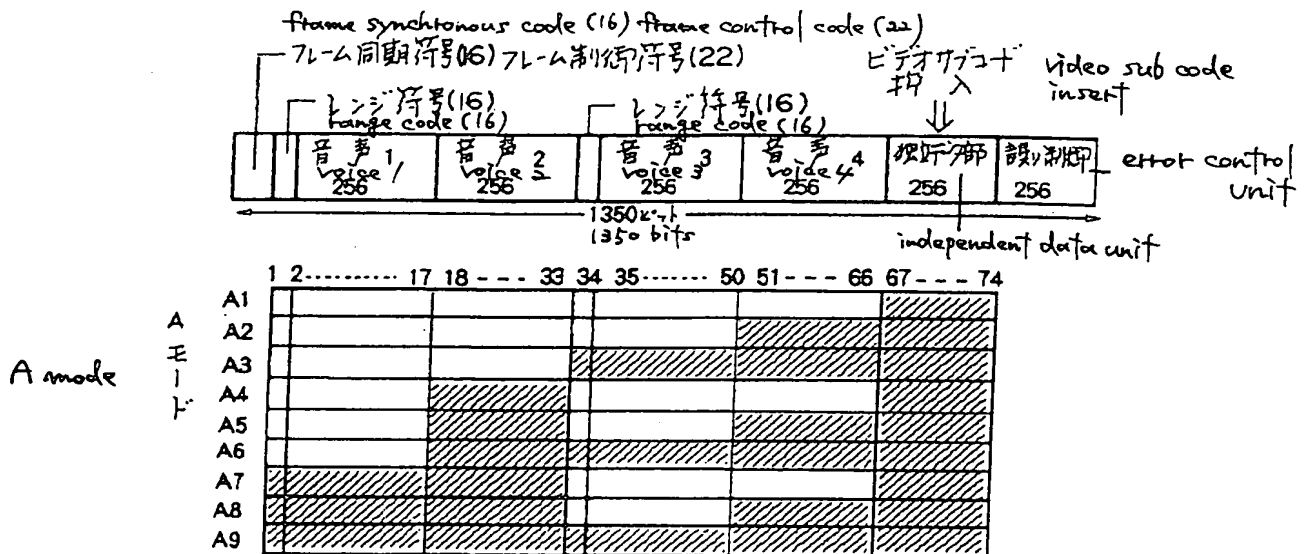 frame synchronous code (16) frame control code (22)
フレーム同期符号(16) フレーム制御符号(22)
ビデオサブコード
挿入
video sub code
insert
レンジ符号(16)
range code (16)
レンジ符号(16)
range code (16)
音声1
voice 1
256
音声2
voice 2
256
音声3
voice 3
256
音声4
voice 4
256
独立データ部
256
誤り制御
256
error control
unit
1350ビット
1350 bits
independent data unit
1 2 ·········· 17 18 - - - 33 34 35 ········ 50 51 - - - 66 67 - - - - 74
A mode
Aモード
A1
A2
A3
A4
A5
A6
A7
A8
A9